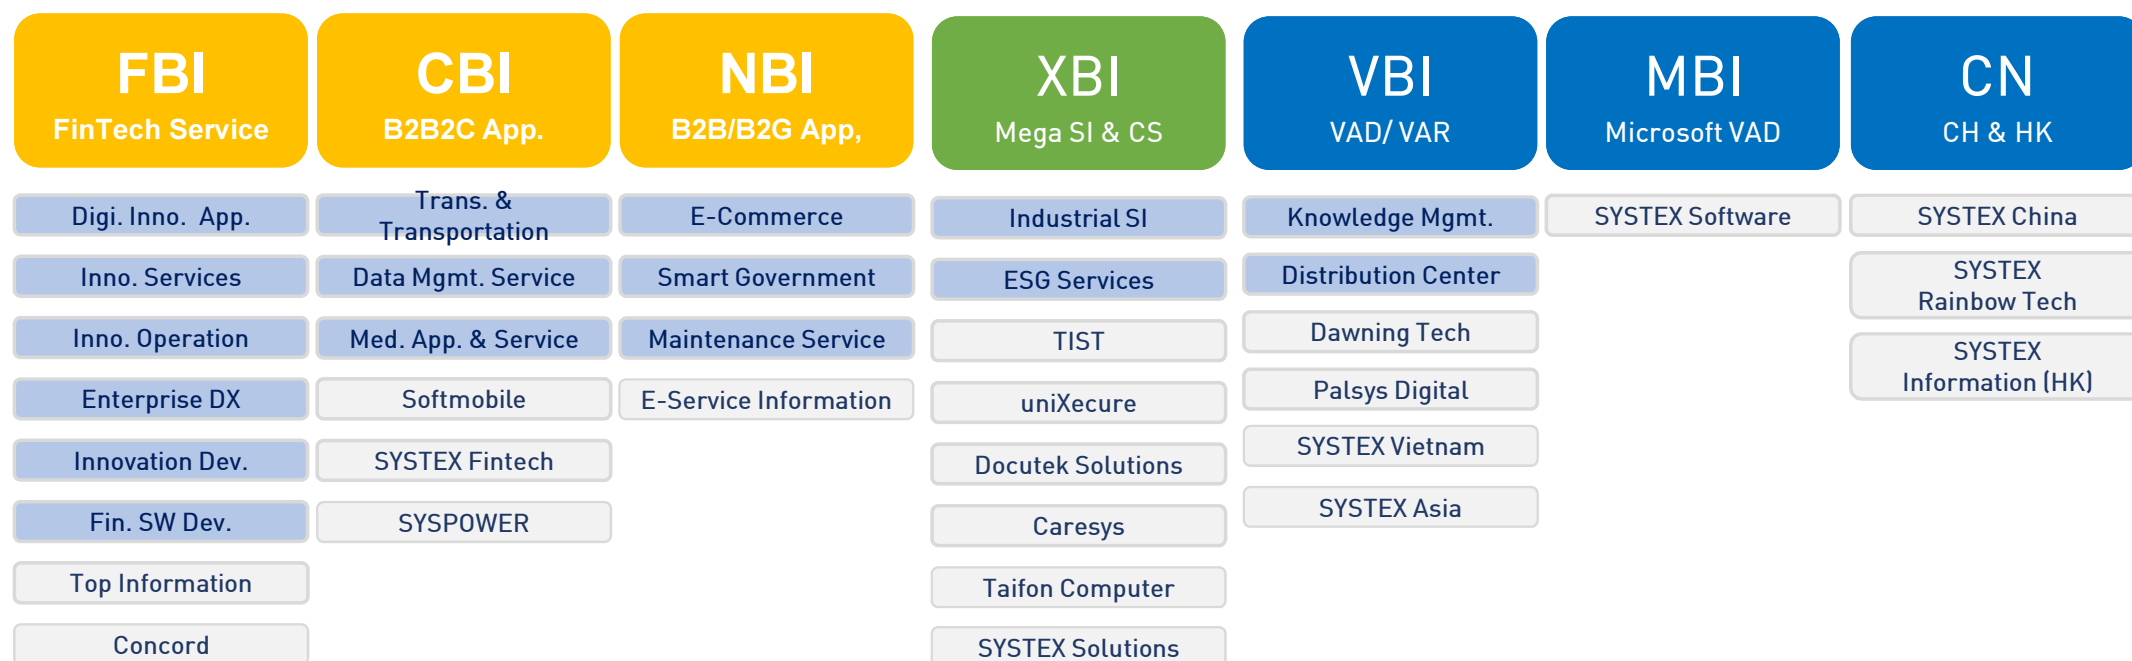 FBI
FinTech Service
Digi. Inno. App.
Inno. Services
Inno. Operation
Enterprise DX
Innovation Dev.
Fin. SW Dev.
Top Information
Concord
CBI
B2B2C App.
Trans. &
Transportation
Data Mgmt. Service
Med. App. & Service
Softmobile
SYSTEX Fintech
SYSPOWER
NBI
B2B/B2G App,
E-Commerce
Smart Government
Maintenance Service
E-Service Information
XBI
Mega SI & CS
Industrial SI
ESG Services
TIST
uniXecure
Docutek Solutions
Caresys
Taifon Computer
SYSTEX Solutions
VBI
VAD/ VAR
Knowledge Mgmt.
Distribution Center
Dawning Tech
Palsys Digital
SYSTEX Vietnam
SYSTEX Asia
MBI
Microsoft VAD
SYSTEX Software
CN
CH & HK
SYSTEX China
SYSTEX
Rainbow Tech
SYSTEX
Information (HK)